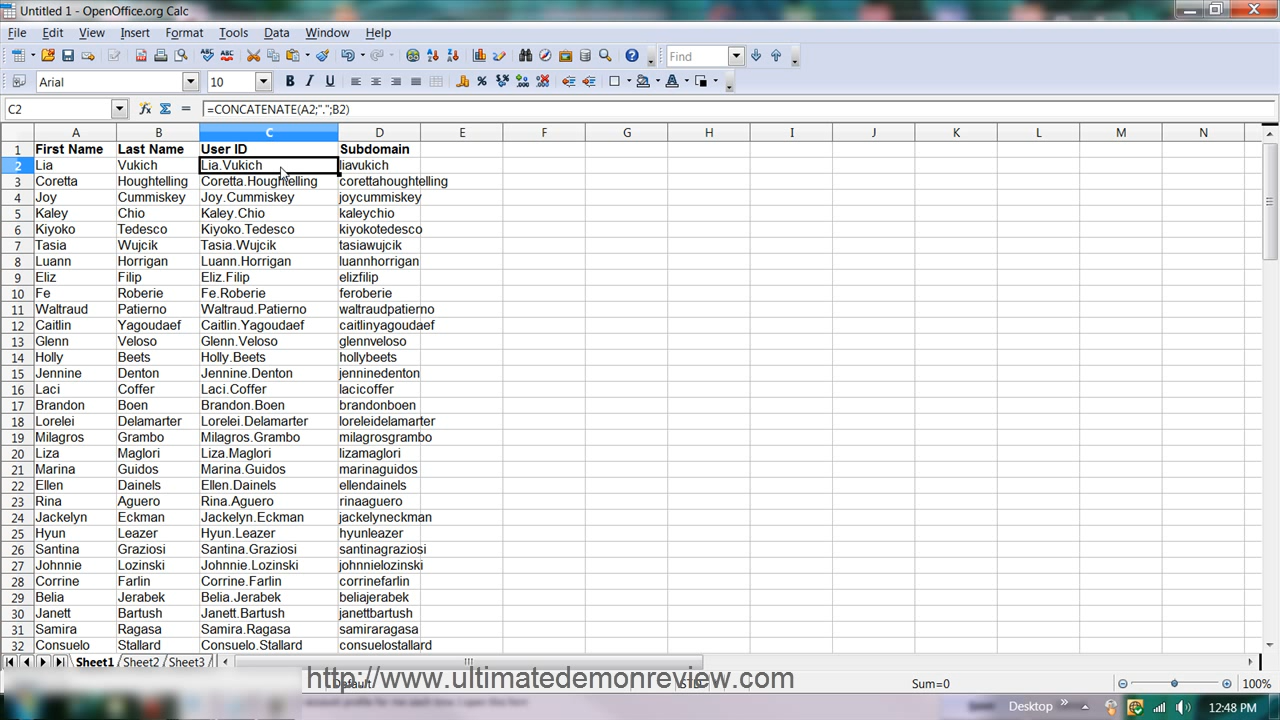 Untitled 1 - OpenOffice.org Calc
File Edit View Insert Format Tools Data Window Help
Find
Arial 10 B I U
C2 =CONCATENATE(A2;".";B2)
A B C D E F G H I J K L M N
1 First Name Last Name User ID Subdomain
2 Lia Vukich Lia.Vukich liavukich
3 Coretta Houghtelling Coretta.Houghtelling corettahoughtelling
4 Joy Cummiskey Joy.Cummiskey joycummiskey
5 Kaley Chio Kaley.Chio kaleychio
6 Kiyoko Tedesco Kiyoko.Tedesco kiyokotedesco
7 Tasia Wujcik Tasia.Wujcik tasiawujcik
8 Luann Horrigan Luann.Horrigan luannhorrigan
9 Eliz Filip Eliz.Filip elizfilip
10 Fe Roberie Fe.Roberie feroberie
11 Waltraud Patierno Waltraud.Patierno waltraudpatierno
12 Caitlin Yagoudaef Caitlin.Yagoudaef caitlinyagoudaef
13 Glenn Veloso Glenn.Veloso glennveloso
14 Holly Beets Holly.Beets hollybeets
15 Jennine Denton Jennine.Denton jenninedenton
16 Laci Coffer Laci.Coffer lacicoffer
17 Brandon Boen Brandon.Boen brandonboen
18 Lorelei Delamarter Lorelei.Delamarter loreleidelamarter
19 Milagros Grambo Milagros.Grambo milagrosgrambo
20 Liza Maglori Liza.Maglori lizamaglori
21 Marina Guidos Marina.Guidos marinaguidos
22 Ellen Dainels Ellen.Dainels ellendainels
23 Rina Aguero Rina.Aguero rinaaguero
24 Jackelyn Eckman Jackelyn.Eckman jackelyneckman
25 Hyun Leazer Hyun.Leazer hyunleazer
26 Santina Graziosi Santina.Graziosi santinagraziosi
27 Johnnie Lozinski Johnnie.Lozinski johnnielozinski
28 Corrine Farlin Corrine.Farlin corrinefarlin
29 Belia Jerabek Belia.Jerabek beliajerabek
30 Janett Bartush Janett.Bartush janettbartush
31 Samira Ragasa Samira.Ragasa samiraragasa
32 Consuelo Stallard Consuelo.Stallard consuelostallard
Sheet1 Sheet2 Sheet3
Default STD Sum=0 100%
http://www.ultimatedemonreview.com
Desktop 12:48 PM